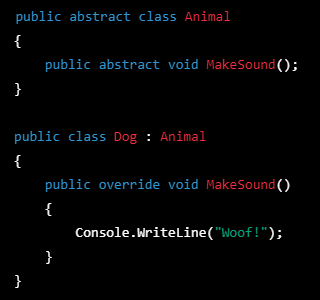 public abstract class Animal
{
    public abstract void MakeSound();
}

public class Dog : Animal
{
    public override void MakeSound()
    {
        Console.WriteLine("Woof!");
    }
}